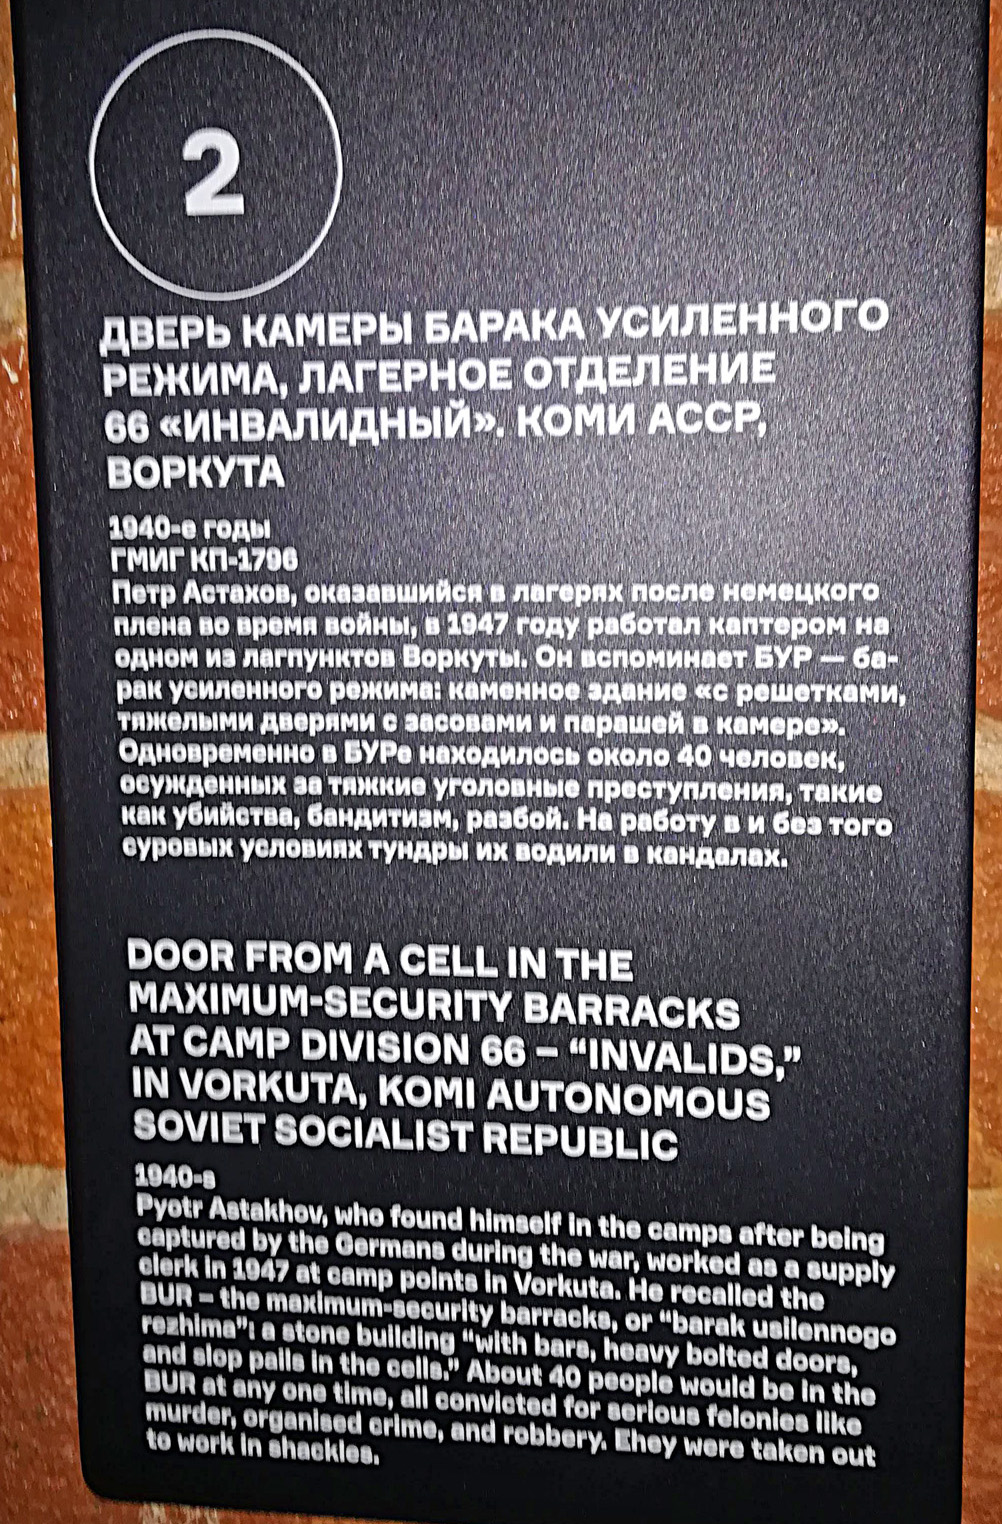 2
ДВЕРЬ КАМЕРЫ БАРАКА УСИЛЕННОГО
РЕЖИМА, ЛАГЕРНОЕ ОТДЕЛЕНИЕ
66 «ИНВАЛИДНЫЙ». КОМИ АССР,
ВОРКУТА
1940-е годы
ГМИГ КП-1796
Петр Астахов, оказавшийся в лагерях после немецкого
плена во время войны, в 1947 году работал каптером на
одном из лагпунктов Воркуты. Он вспоминает БУР — ба-
рак усиленного режима: каменное здание «с решетками,
тяжелыми дверями с засовами и парашей в камере».
Одновременно в БУРе находилось около 40 человек,
осужденных за тяжкие уголовные преступления, такие
как убийства, бандитизм, разбой. На работу в и без того
суровых условиях тундры их водили в кандалах.
DOOR FROM A CELL IN THE
MAXIMUM-SECURITY BARRACKS
AT CAMP DIVISION 66 – “INVALIDS,”
IN VORKUTA, KOMI AUTONOMOUS
SOVIET SOCIALIST REPUBLIC
1940-s
Pyotr Astakhov, who found himself in the camps after being
captured by the Germans during the war, worked as a supply
clerk in 1947 at camp points in Vorkuta. He recalled the
BUR – the maximum-security barracks, or “barak usilennogo
rezhima”: a stone building “with bars, heavy bolted doors,
and slop pails in the cells.” About 40 people would be in the
BUR at any one time, all convicted for serious felonies like
murder, organised crime, and robbery. Ehey were taken out
to work in shackles.